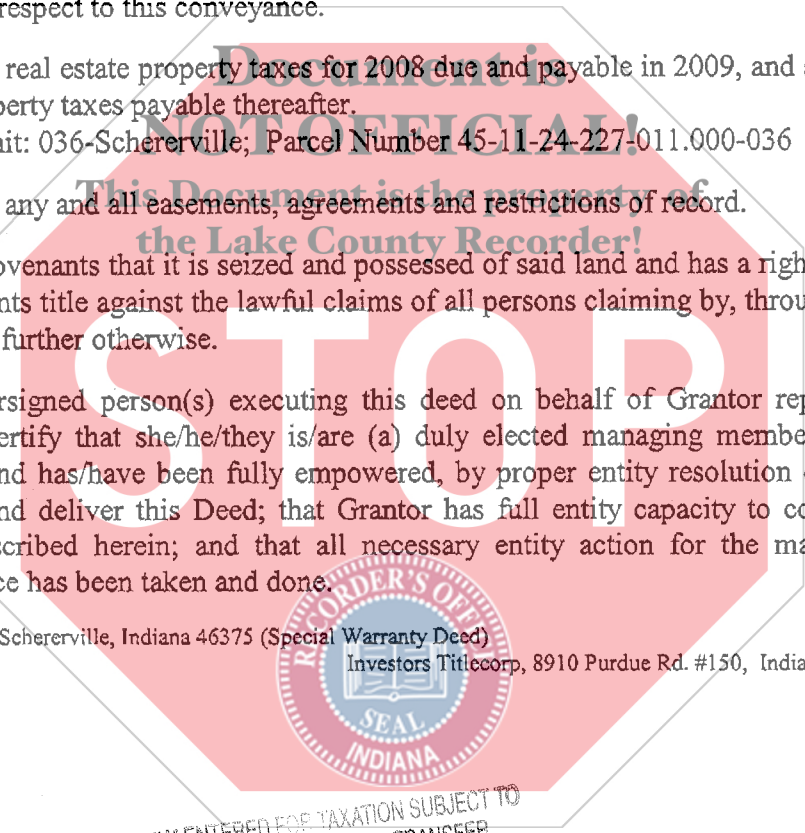 respect to this conveyance.
Document is
real estate property taxes for 2008 due and payable in 2009, and
perty taxes payable thereafter.
NOT OFFICIAL!
nit: 036-Schererville; Parcel Number 45-11-24-227-011.000-036
This Document is the property of
any and all easements, agreements and restrictions of record.
the Lake County Recorder!
ovenants that it is seized and possessed of said land and has a righ
nts title against the lawful claims of all persons claiming by, throu
further otherwise.
STOP
rsigned person(s) executing this deed on behalf of Grantor rep
ertify that she/he/they is/are (a) duly elected managing membe
nd has/have been fully empowered, by proper entity resolution
nd deliver this Deed; that Grantor has full entity capacity to co
scribed herein; and that all necessary entity action for the ma
ce has been taken and done.
RECORDER'S OFFICE
Schererville, Indiana 46375 (Special Warranty Deed)
Investors Titlecorp, 8910 Purdue Rd. #150, India
SEAL
INDIANA
ENTERED FOR TAXATION SUBJECT TO
TRANSFER